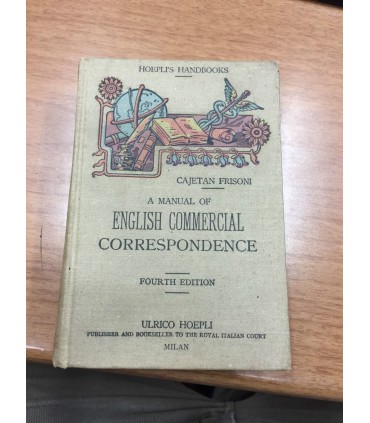 HOEPLI'S HANDBOOKS
CAJETAN FRISONI
A MANUAL OF
ENGLISH COMMERCIAL
CORRESPONDENCE
FOURTH EDITION
ULRICO HOEPLI
PUBLISHER AND BOOKSELLER TO THE ROYAL ITALIAN COURT
MILAN